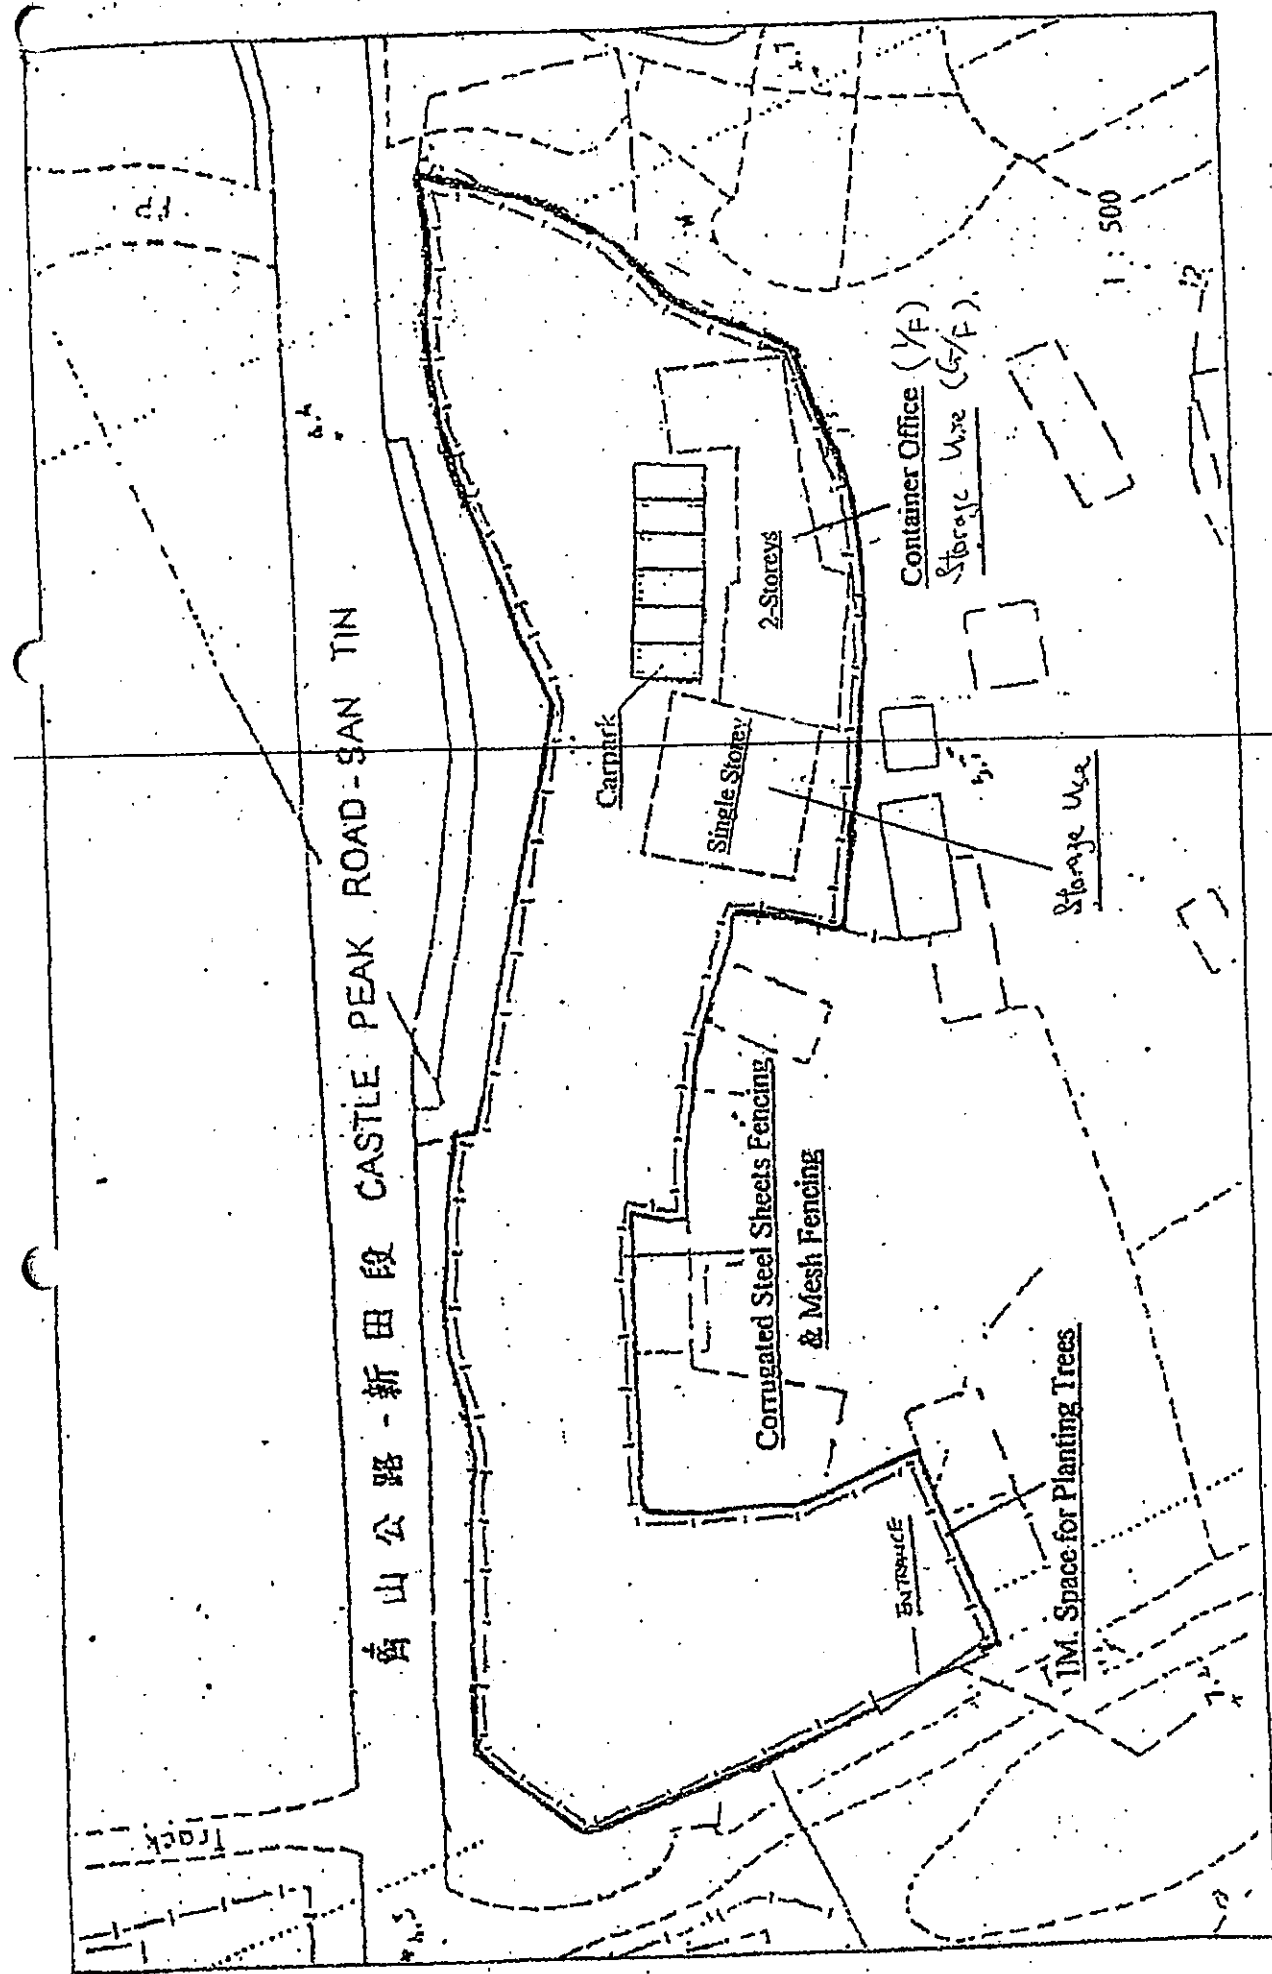 Track
FP
青山公路 - 新田段 CASTLE PEAK ROAD - SAN TIN
Carpark
Single Storey
2-Storeys
Corrugated Steel Sheets Fencing
& Mesh Fencing
ENTRANCE
Container Office (1/F)
Storage Use (G/F)
Storage Use
1M. Space for Planting Trees
1 : 500